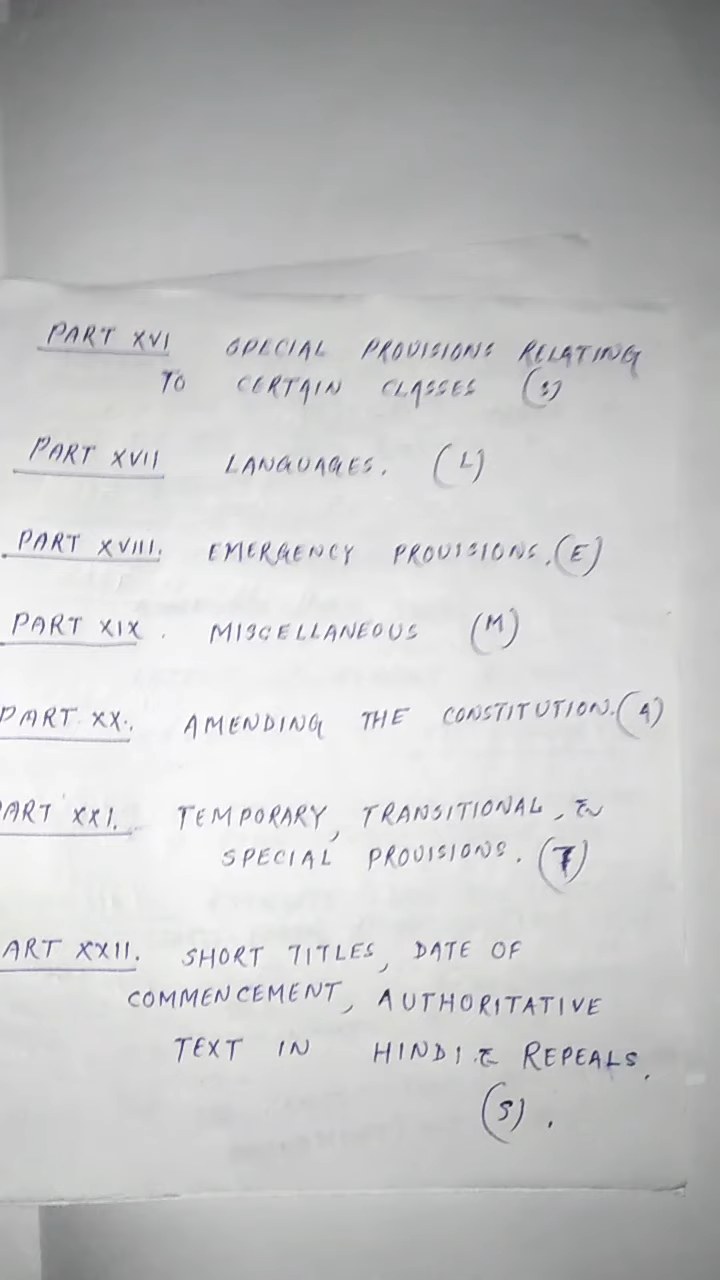 PART XVI SPECIAL PROVISIONS RELATING
TO CERTAIN CLASSES (S)
PART XVII LANGUAGES. (L)
PART XVIII. EMERGENCY PROVISIONS. (E)
PART XIX. MISCELLANEOUS (M)
PART XX. AMENDING THE CONSTITUTION. (A)
ART XXI. TEMPORARY, TRANSITIONAL, &
SPECIAL PROVISIONS. (T)
ART XXII. SHORT TITLES, DATE OF
COMMENCEMENT, AUTHORITATIVE
TEXT IN HINDI & REPEALS.
(S).